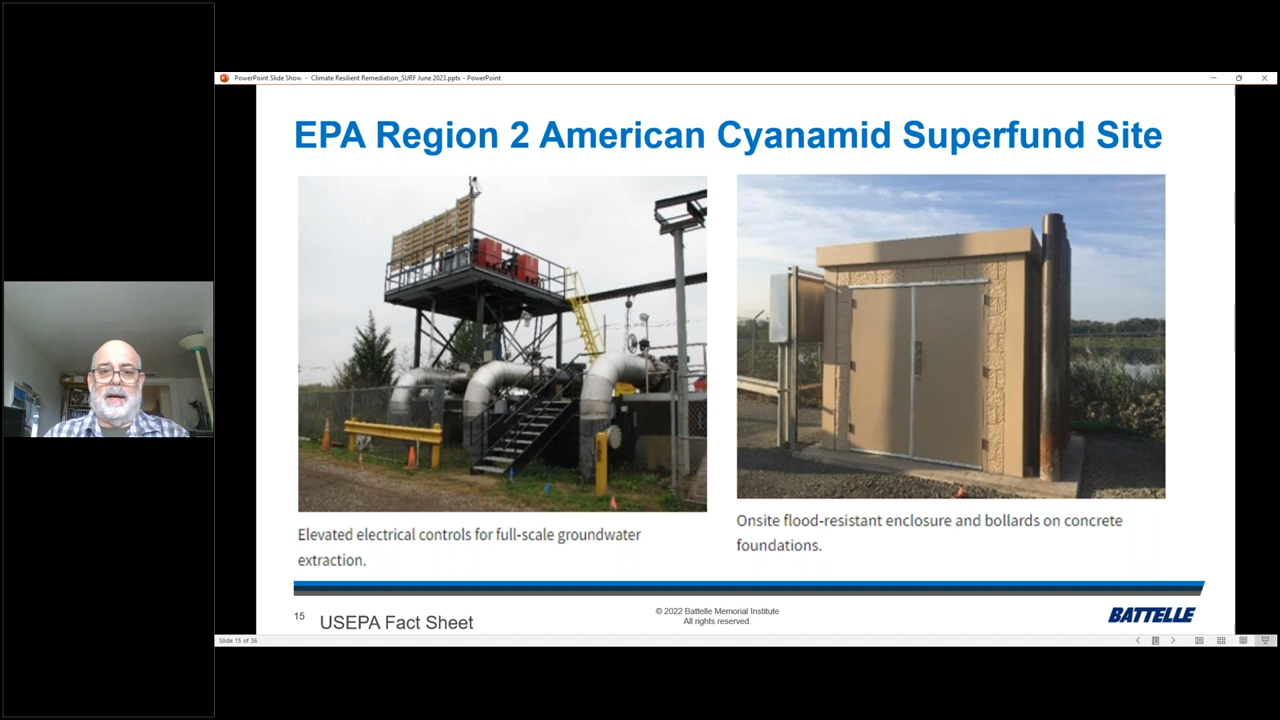 PowerPoint Slide Show - Climate Resilient Remediation_SURF June 2023.pptx - PowerPoint
EPA Region 2 American Cyanamid Superfund Site
Elevated electrical controls for full-scale groundwater
extraction.
Onsite flood-resistant enclosure and bollards on concrete
foundations.
15
USEPA Fact Sheet
© 2022 Battelle Memorial Institute
All rights reserved.
BATTELLE
Slide 15 of 36